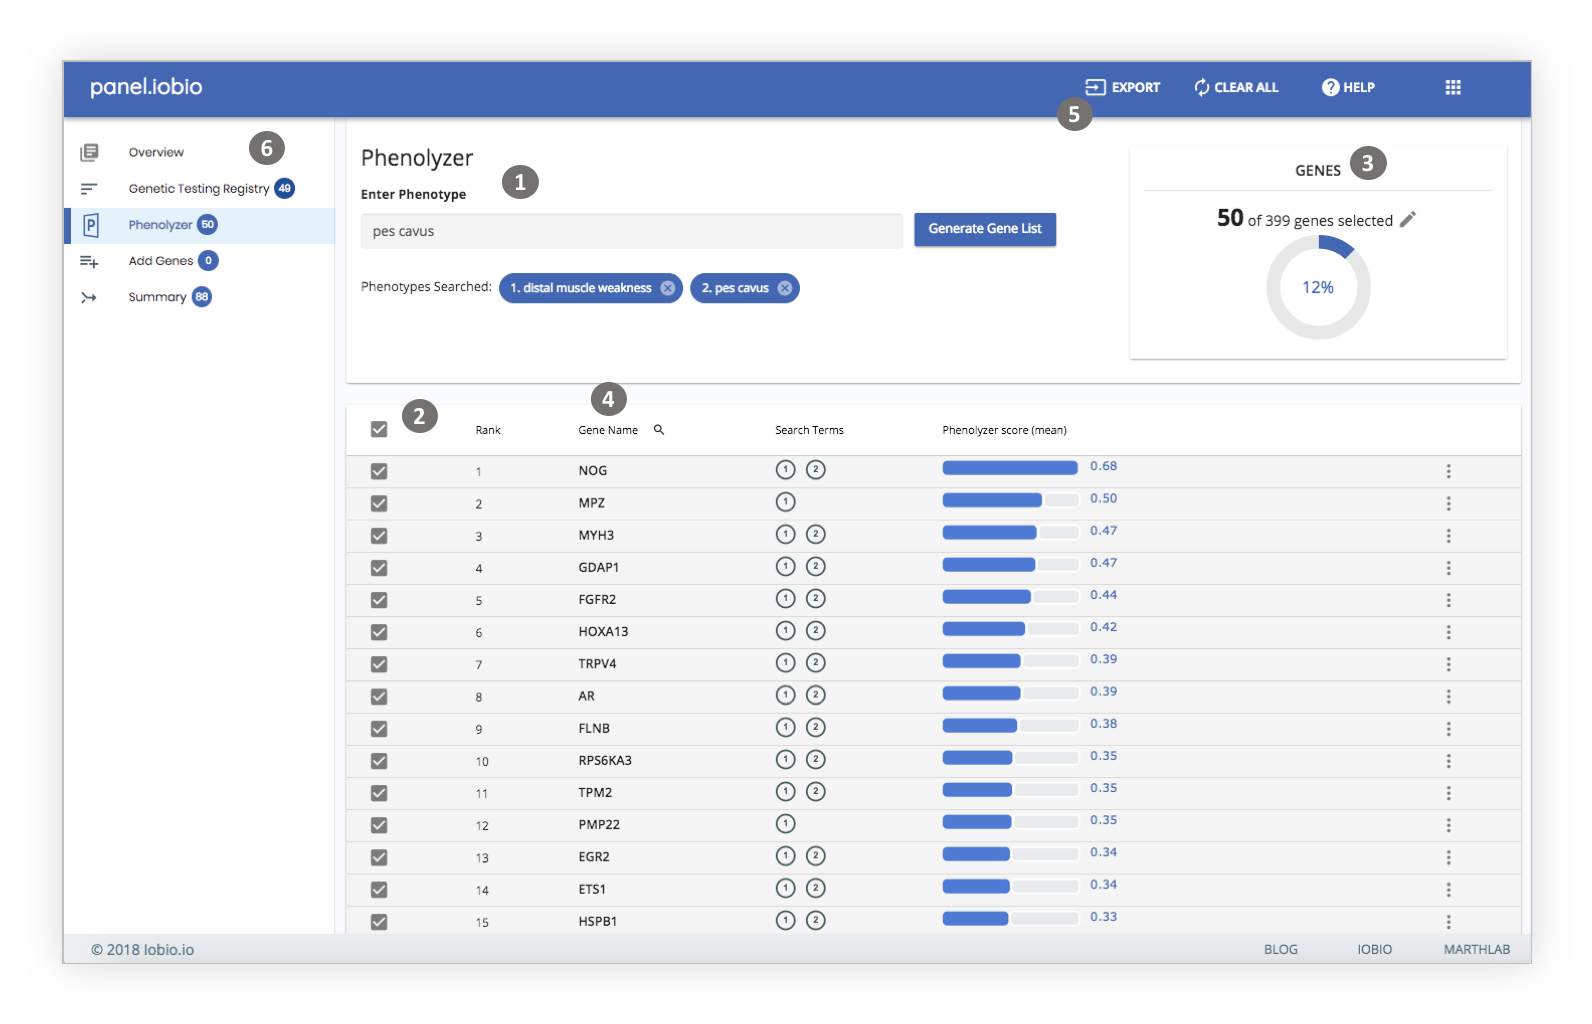 panel.iobio
EXPORT CLEAR ALL ? HELP
5
Overview 6
Genetic Testing Registry 49
P Phenolyzer 50
Add Genes 0
Summary 88
Phenolyzer
1
Enter Phenotype
pes cavus Generate Gene List
Phenotypes Searched: 1. distal muscle weakness 2. pes cavus
GENES 3
50 of 399 genes selected
12%
2 4
Rank Gene Name Search Terms Phenolyzer score (mean)
1 NOG 1 2 0.68
2 MPZ 1 0.50
3 MYH3 1 2 0.47
4 GDAP1 1 2 0.47
5 FGFR2 1 2 0.44
6 HOXA13 1 2 0.42
7 TRPV4 1 2 0.39
8 AR 1 2 0.39
9 FLNB 1 2 0.38
10 RPS6KA3 1 2 0.35
11 TPM2 1 2 0.35
12 PMP22 1 0.35
13 EGR2 1 2 0.34
14 ETS1 1 2 0.34
15 HSPB1 1 2 0.33
© 2018 Iobio.io BLOG IOBIO MARTHLAB